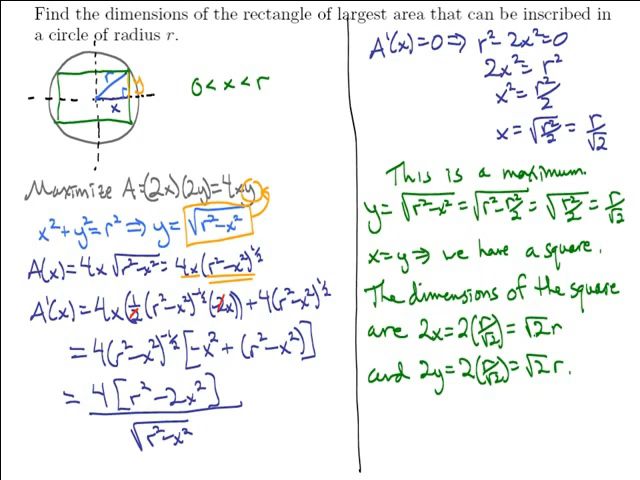 Find the dimensions of the rectangle of largest area that can be inscribed in
a circle of radius r.
r
y
x
0 < x < r
Maximize A=(2x)(2y)=4xy
x²+y²=r² ⇒ y= √(r²-x²)
A(x)=4x√(r²-x²)=4x(r²-x²)^½
A'(x)=4x(½(r²-x²)^-½(-2x))+4(r²-x²)^½
=4(r²-x²)^-½[-x²+(r²-x²)]
= 4[r²-2x²] / √(r²-x²)
A'(x)=0 ⇒ r²-2x²=0
2x²=r²
x²=r²/2
x=√(r²/2) = r/√2
This is a maximum.
y=√(r²-x²)=√(r²-r²/2)=√(r²/2)=r/√2
x=y ⇒ we have a square.
The dimensions of the square
are 2x=2(r/√2)=√2r
and 2y=2(r/√2)=√2r.